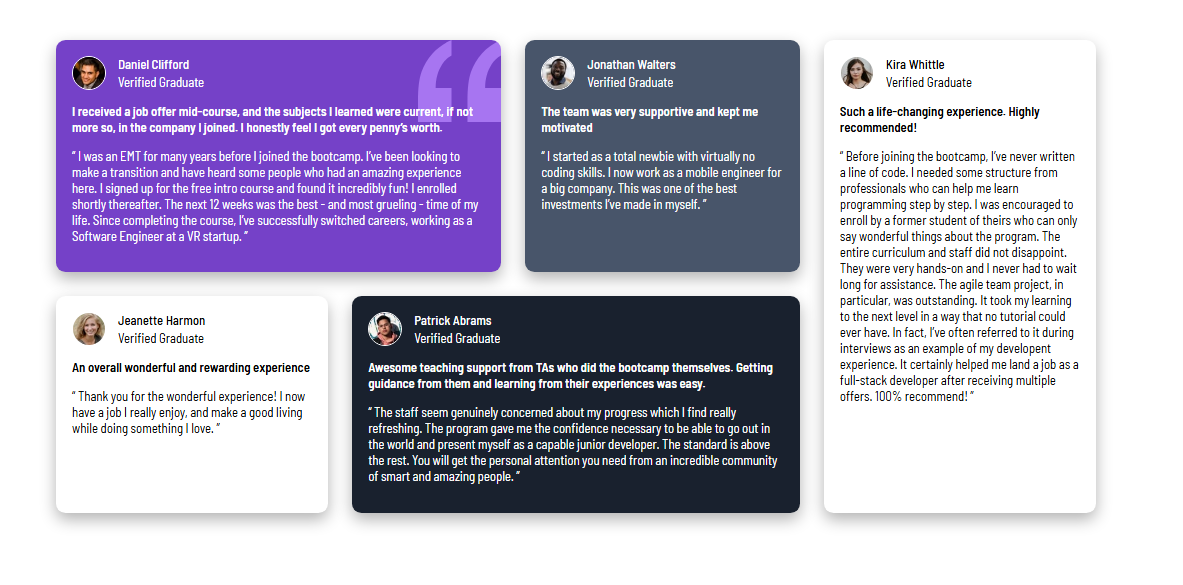 Daniel Clifford
Verified Graduate
I received a job offer mid-course, and the subjects I learned were current, if not
more so, in the company I joined. I honestly feel I got every penny’s worth.
“ I was an EMT for many years before I joined the bootcamp. I’ve been looking to
make a transition and have heard some people who had an amazing experience
here. I signed up for the free intro course and found it incredibly fun! I enrolled
shortly thereafter. The next 12 weeks was the best - and most grueling - time of my
life. Since completing the course, I’ve successfully switched careers, working as a
Software Engineer at a VR startup. ”
Jonathan Walters
Verified Graduate
The team was very supportive and kept me
motivated
“ I started as a total newbie with virtually no
coding skills. I now work as a mobile engineer for
a big company. This was one of the best
investments I’ve made in myself. ”
Kira Whittle
Verified Graduate
Such a life-changing experience. Highly
recommended!
“ Before joining the bootcamp, I’ve never written
a line of code. I needed some structure from
professionals who can help me learn
programming step by step. I was encouraged to
enroll by a former student of theirs who can only
say wonderful things about the program. The
entire curriculum and staff did not disappoint.
They were very hands-on and I never had to wait
long for assistance. The agile team project, in
particular, was outstanding. It took my learning
to the next level in a way that no tutorial could
ever have. In fact, I’ve often referred to it during
interviews as an example of my developent
experience. It certainly helped me land a job as a
full-stack developer after receiving multiple
offers. 100% recommend! ”
Jeanette Harmon
Verified Graduate
An overall wonderful and rewarding experience
“ Thank you for the wonderful experience! I now
have a job I really enjoy, and make a good living
while doing something I love. ”
Patrick Abrams
Verified Graduate
Awesome teaching support from TAs who did the bootcamp themselves. Getting
guidance from them and learning from their experiences was easy.
“ The staff seem genuinely concerned about my progress which I find really
refreshing. The program gave me the confidence necessary to be able to go out in
the world and present myself as a capable junior developer. The standard is above
the rest. You will get the personal attention you need from an incredible community
of smart and amazing people. ”